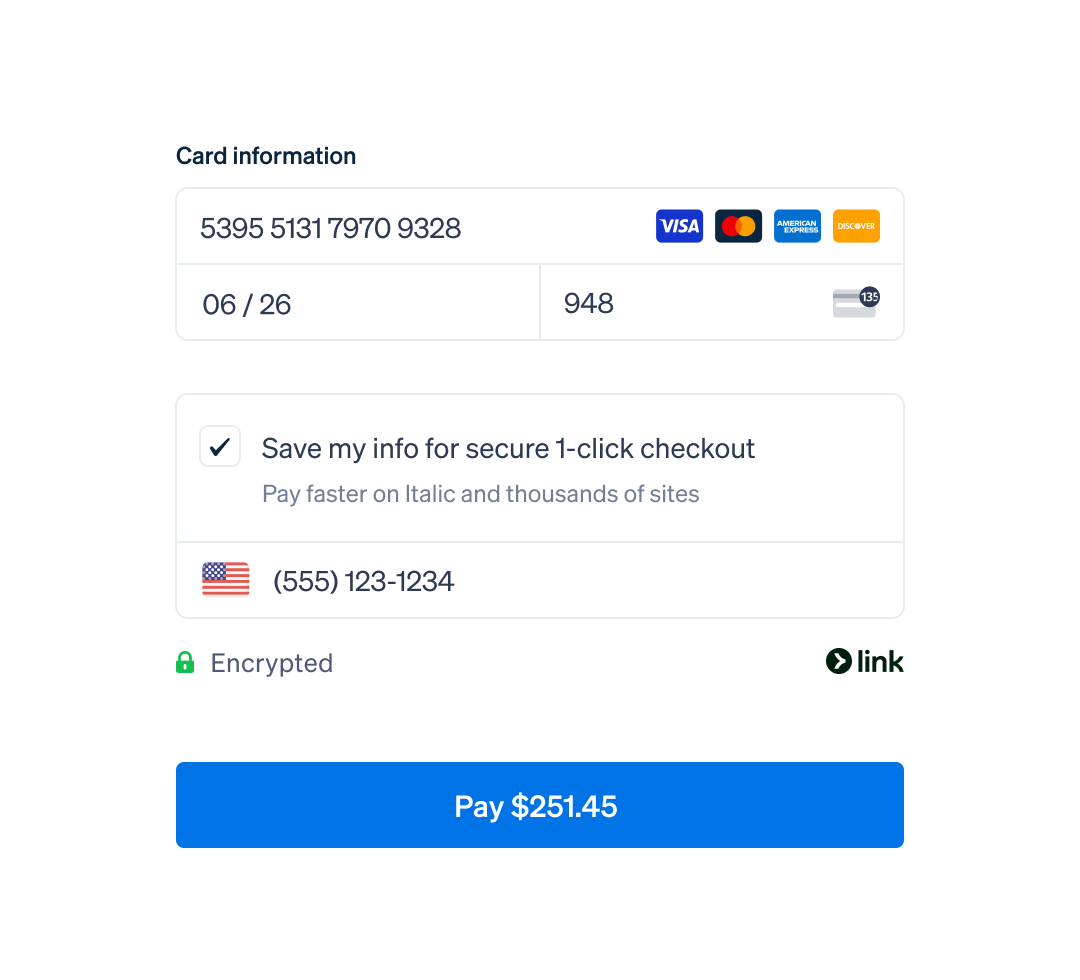 Card information
5395 5131 7970 9328 VISA AMERICAN EXPRESS DISCOVER
06 / 26 948 135
Save my info for secure 1-click checkout
Pay faster on Italic and thousands of sites
(555) 123-1234
Encrypted link
Pay $251.45